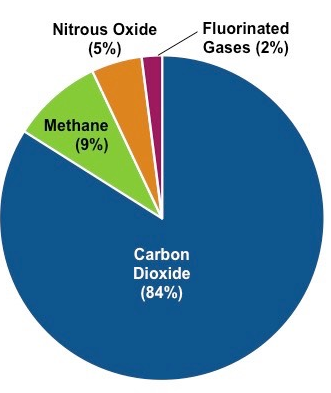 Nitrous Oxide
(5%)
Fluorinated
Gases (2%)
Methane
(9%)
Carbon
Dioxide
(84%)